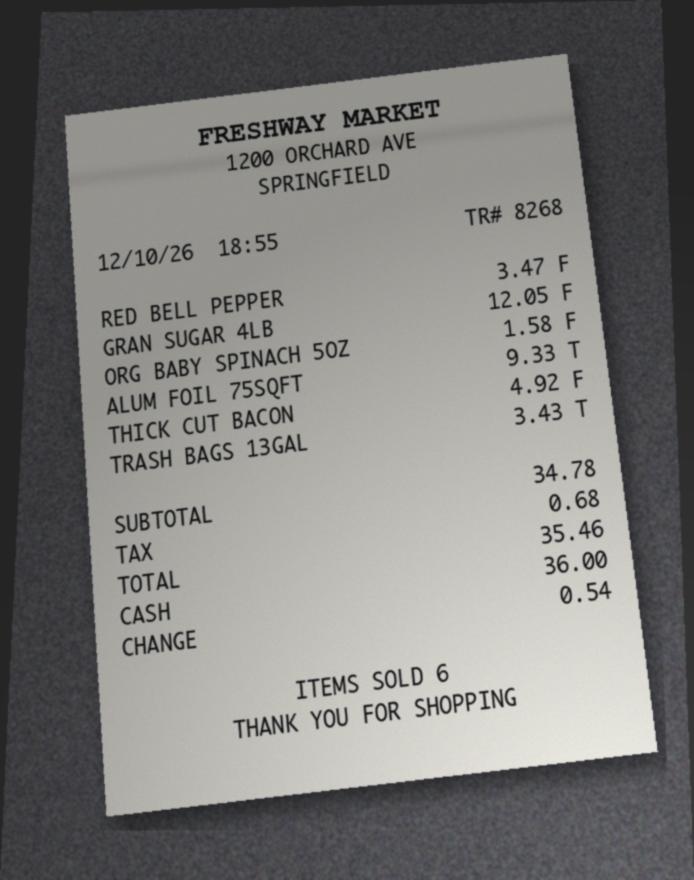 FRESHWAY MARKET
1200 ORCHARD AVE
SPRINGFIELD
12/10/26 18:55 TR# 8268
RED BELL PEPPER 3.47 F
GRAN SUGAR 4LB 12.05 F
ORG BABY SPINACH 5OZ 1.58 F
ALUM FOIL 75SQFT 9.33 T
THICK CUT BACON 4.92 F
TRASH BAGS 13GAL 3.43 T
SUBTOTAL 34.78
TAX 0.68
TOTAL 35.46
CASH 36.00
CHANGE 0.54
ITEMS SOLD 6
THANK YOU FOR SHOPPING